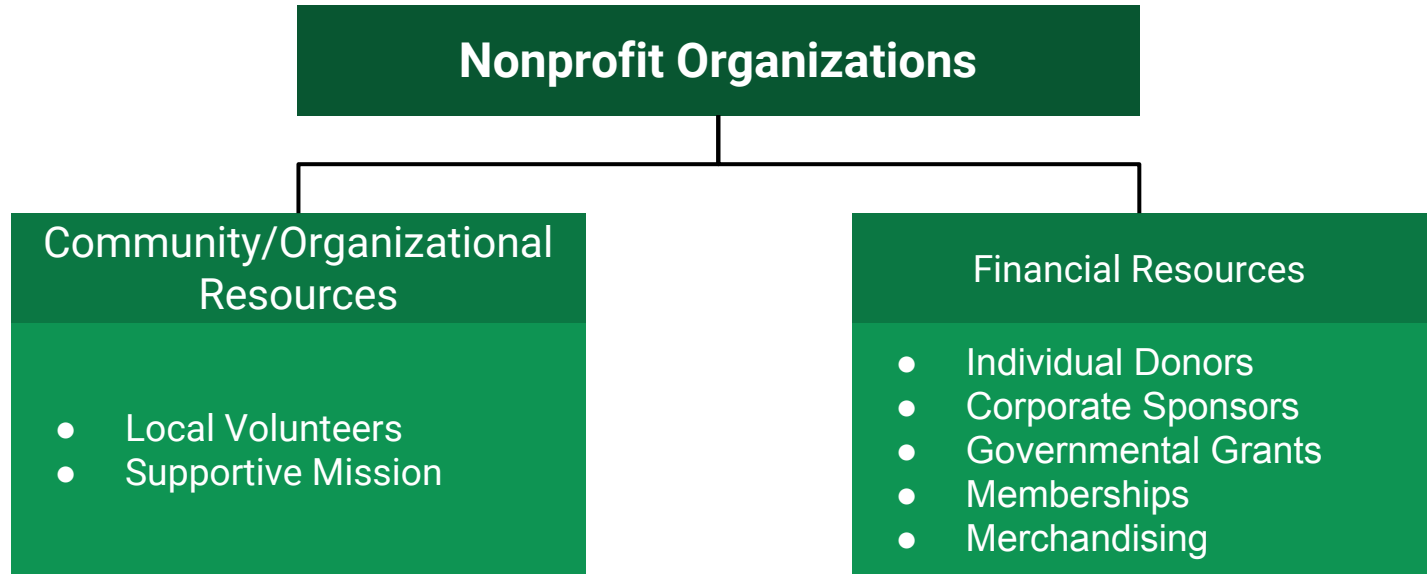 Nonprofit Organizations
Community/Organizational
Resources
● Local Volunteers
● Supportive Mission
Financial Resources
● Individual Donors
● Corporate Sponsors
● Governmental Grants
● Memberships
● Merchandising